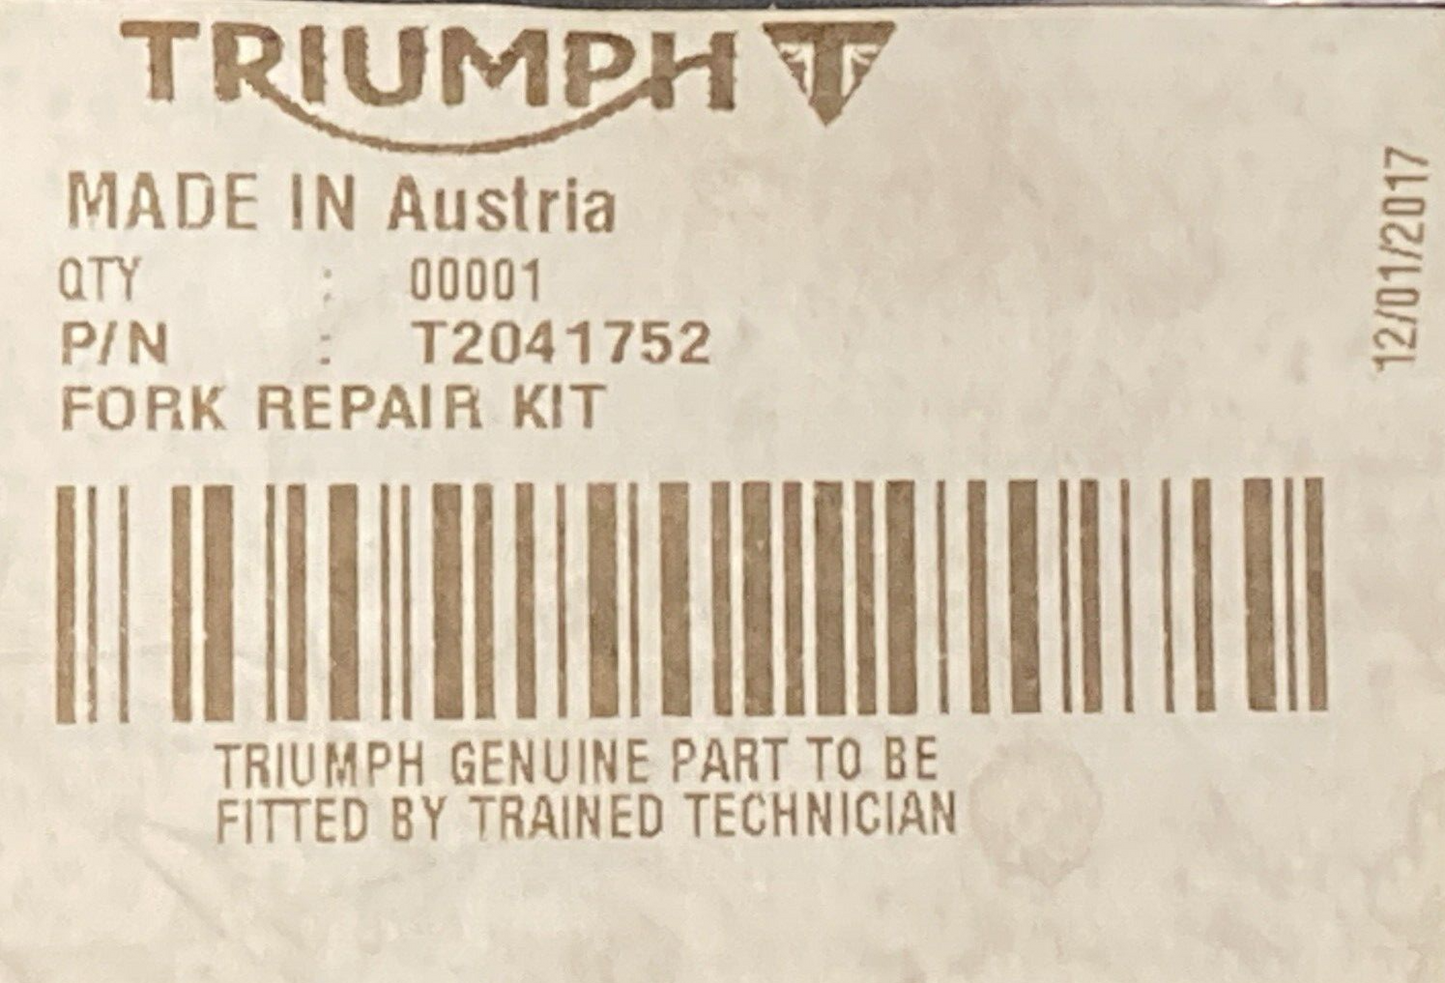 TRIUMPH T
MADE IN Austria
QTY : 00001
P/N : T2041752
FORK REPAIR KIT
TRIUMPH GENUINE PART TO BE
FITTED BY TRAINED TECHNICIAN
12/01/2017